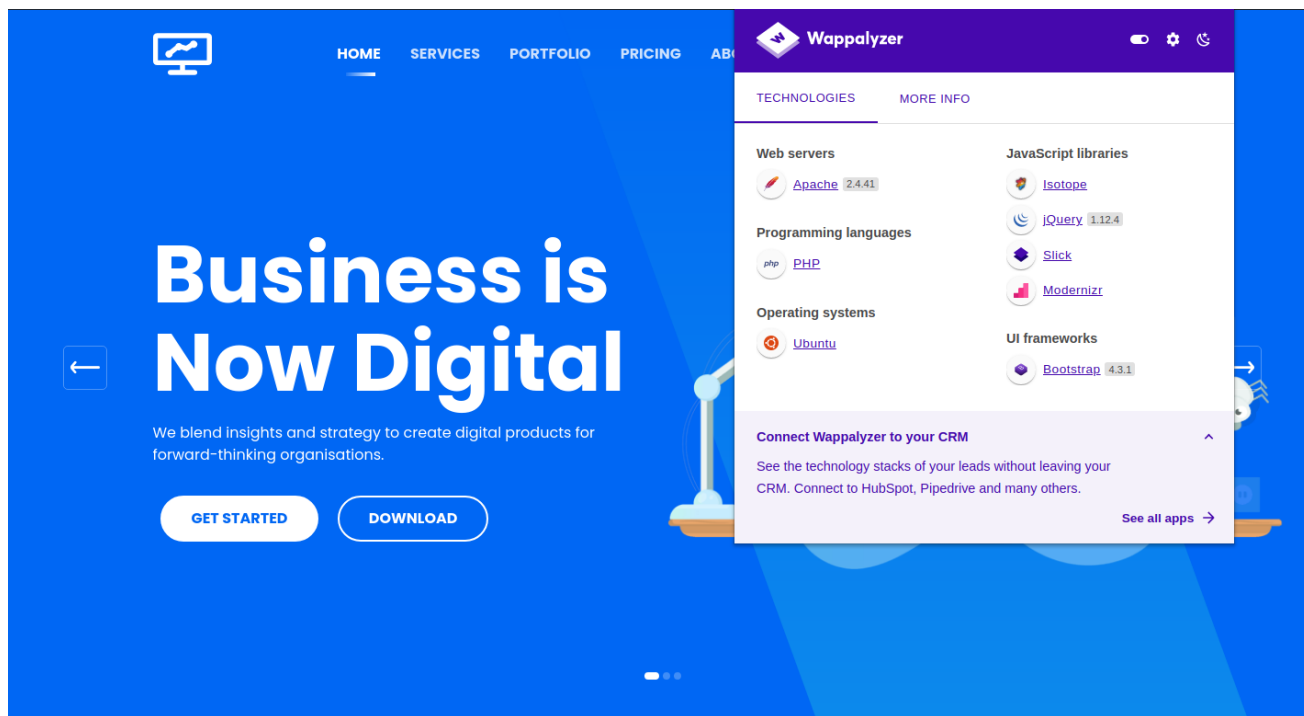 HOME SERVICES PORTFOLIO PRICING
Business is
Now Digital
We blend insights and strategy to create digital products for
forward-thinking organisations.
GET STARTED DOWNLOAD
W Wappalyzer
TECHNOLOGIES MORE INFO
Web servers
Apache 2.4.41
Programming languages
php PHP
Operating systems
Ubuntu
JavaScript libraries
Isotope
jQuery 1.12.4
Slick
Modernizr
UI frameworks
Bootstrap 4.3.1
Connect Wappalyzer to your CRM
See the technology stacks of your leads without leaving your
CRM. Connect to HubSpot, Pipedrive and many others.
See all apps